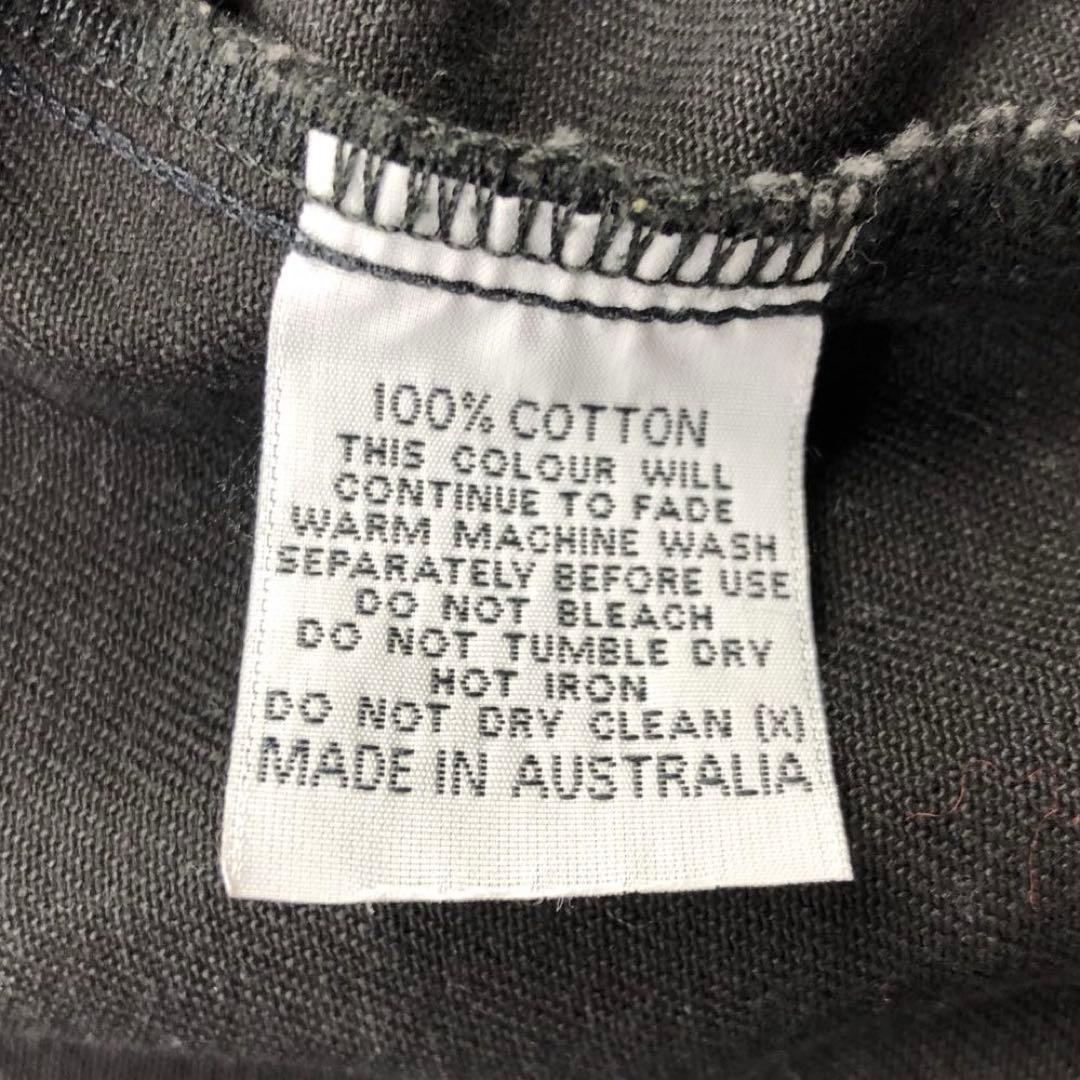 100% COTTON
THIS COLOUR WILL
CONTINUE TO FADE
WARM MACHINE WASH
SEPARATELY BEFORE USE
DO NOT BLEACH
DO NOT TUMBLE DRY
HOT IRON
DO NOT DRY CLEAN (X)
MADE IN AUSTRALIA